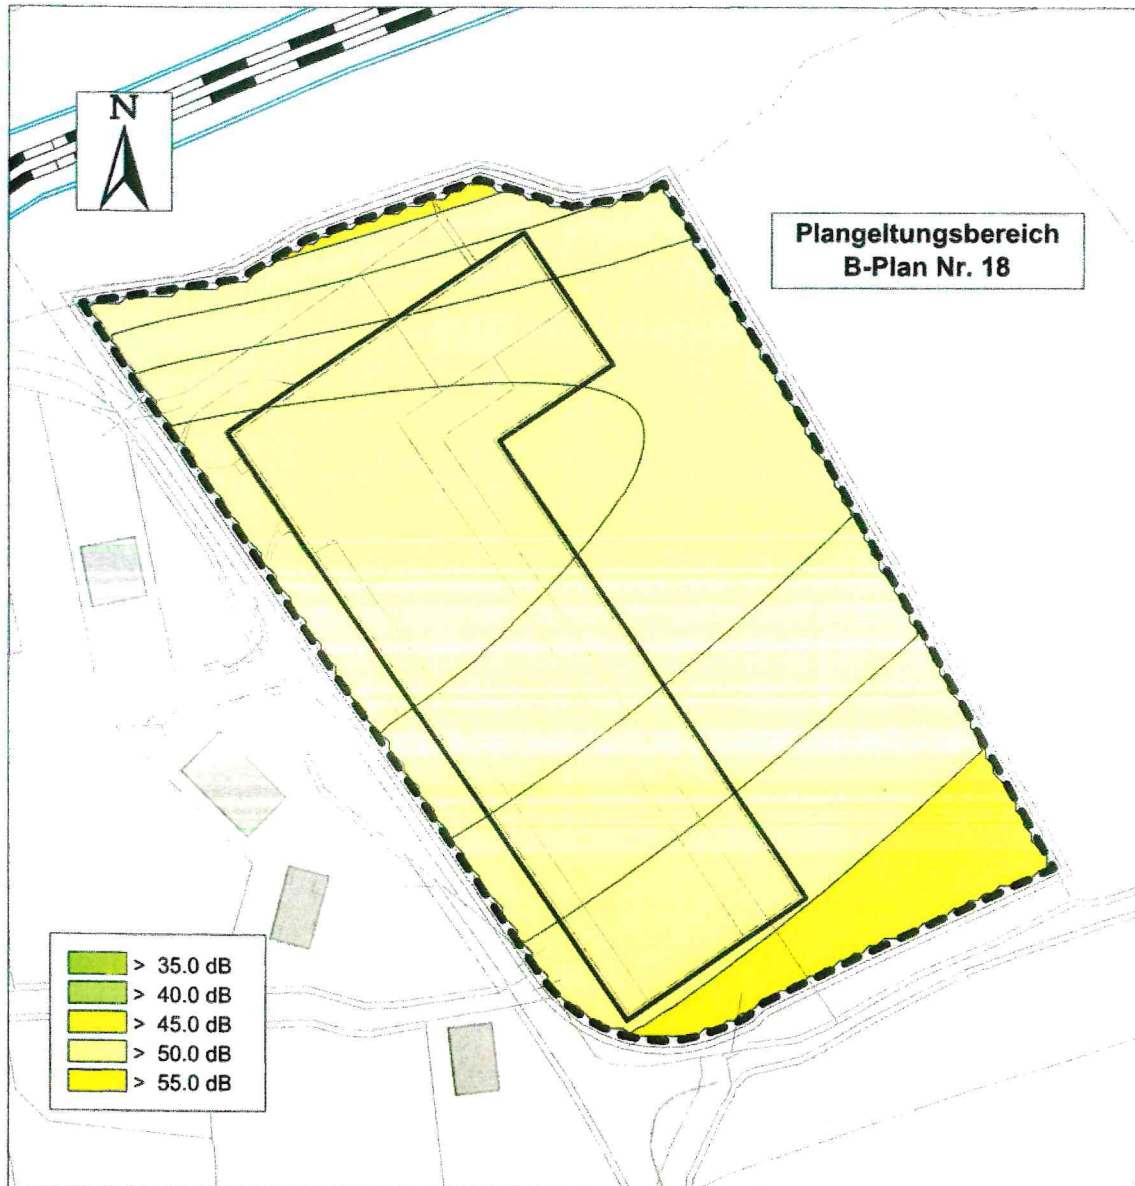 N
Plangeltungsbereich
B-Plan Nr. 18
> 35.0 dB
> 40.0 dB
> 45.0 dB
> 50.0 dB
> 55.0 dB